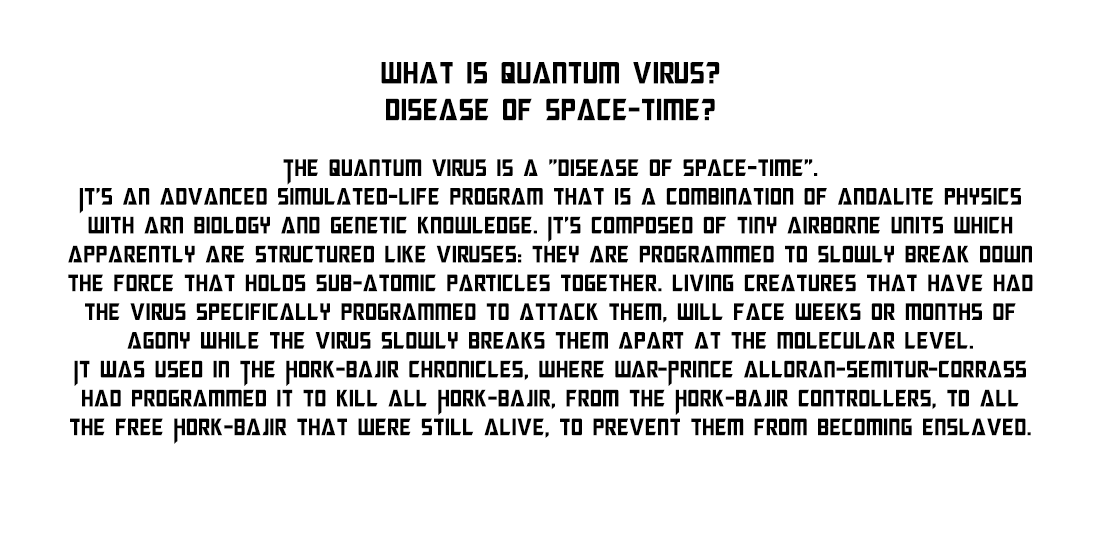 WHAT IS QUANTUM VIRUS?
DISEASE OF SPACE-TIME?
THE QUANTUM VIRUS IS A "DISEASE OF SPACE-TIME".
IT'S AN ADVANCED SIMULATED-LIFE PROGRAM THAT IS A COMBINATION OF ANDALITE PHYSICS
WITH ARN BIOLOGY AND GENETIC KNOWLEDGE. IT'S COMPOSED OF TINY AIRBORNE UNITS WHICH
APPARENTLY ARE STRUCTURED LIKE VIRUSES: THEY ARE PROGRAMMED TO SLOWLY BREAK DOWN
THE FORCE THAT HOLDS SUB-ATOMIC PARTICLES TOGETHER. LIVING CREATURES THAT HAVE HAD
THE VIRUS SPECIFICALLY PROGRAMMED TO ATTACK THEM, WILL FACE WEEKS OR MONTHS OF
AGONY WHILE THE VIRUS SLOWLY BREAKS THEM APART AT THE MOLECULAR LEVEL.
IT WAS USED IN THE HORK-BAJIR CHRONICLES, WHERE WAR-PRINCE ALLORAN-SEMITUR-CORRASS
HAD PROGRAMMED IT TO KILL ALL HORK-BAJIR, FROM THE HORK-BAJIR CONTROLLERS, TO ALL
THE FREE HORK-BAJIR THAT WERE STILL ALIVE, TO PREVENT THEM FROM BECOMING ENSLAVED.